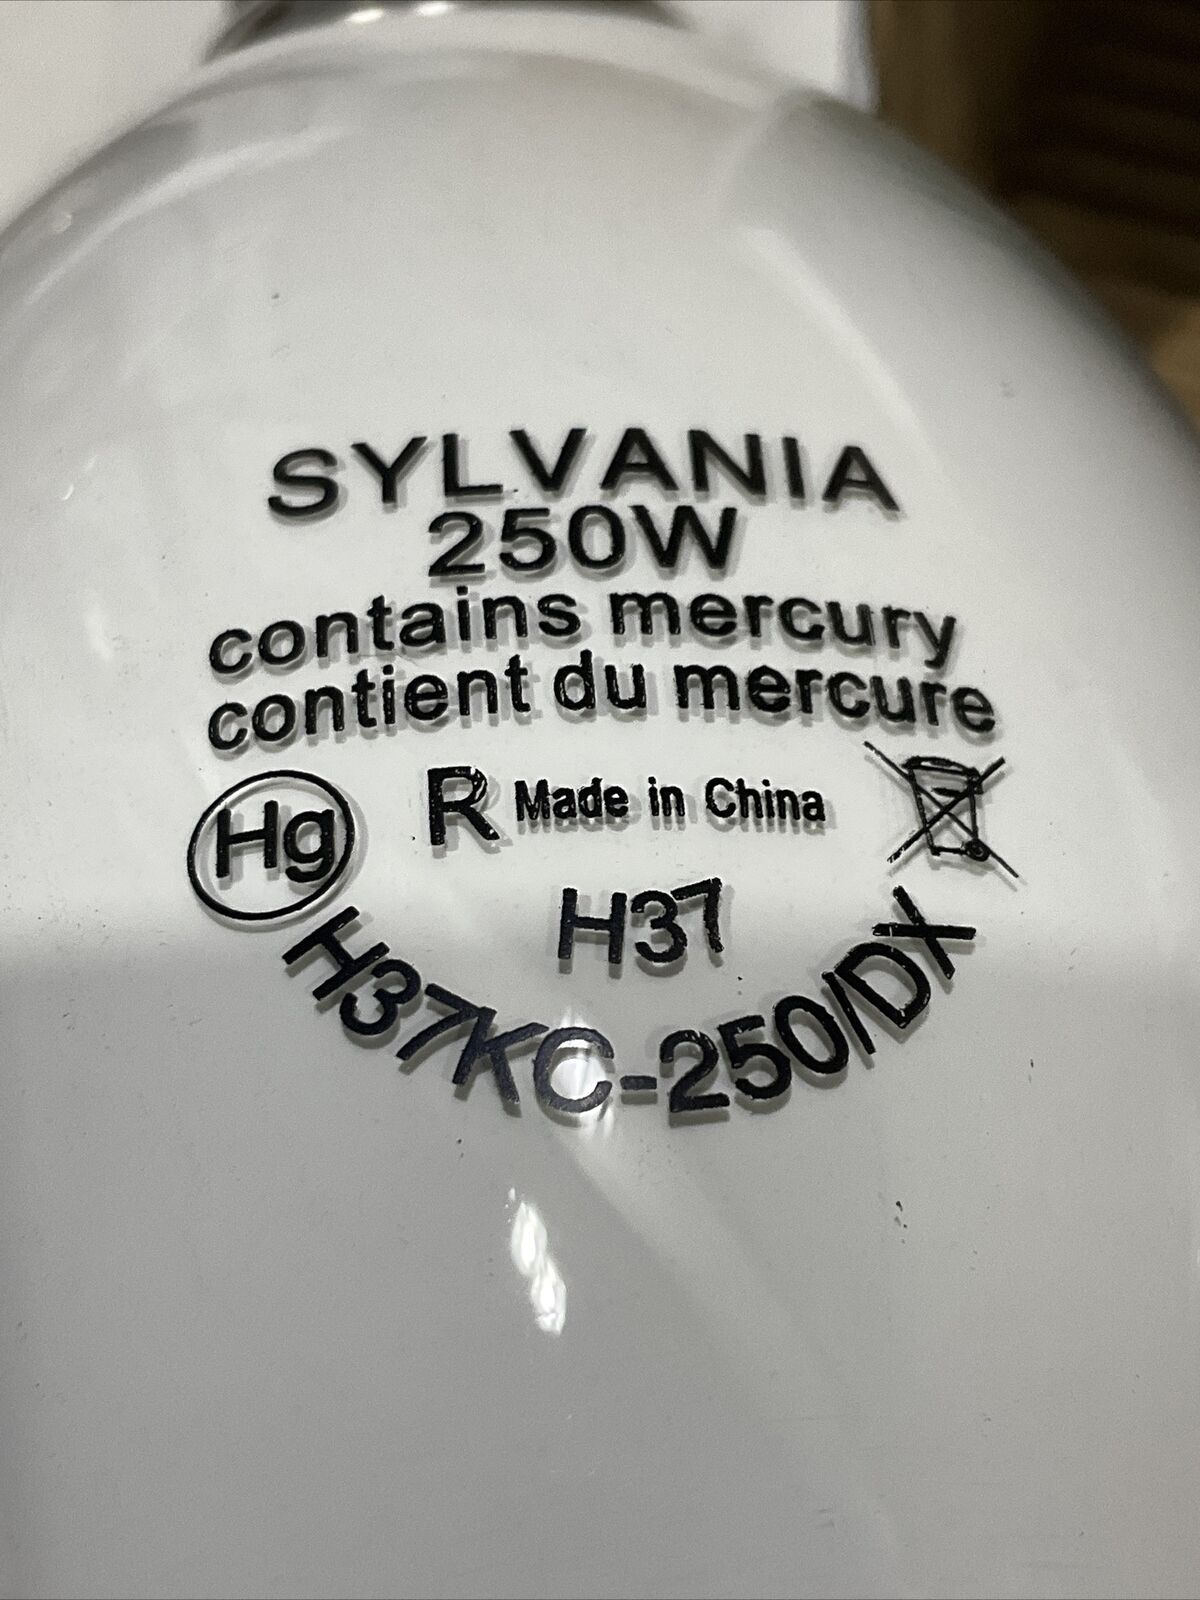 SYLVANIA
250W
contains mercury
contient du mercure
Hg R Made in China
H37
H37KC-250/DX